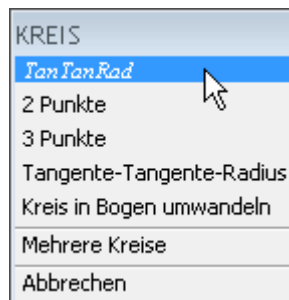 KREIS
TanTanRad
2 Punkte
3 Punkte
Tangente-Tangente-Radius
Kreis in Bogen umwandeln
Mehrere Kreise
Abbrechen